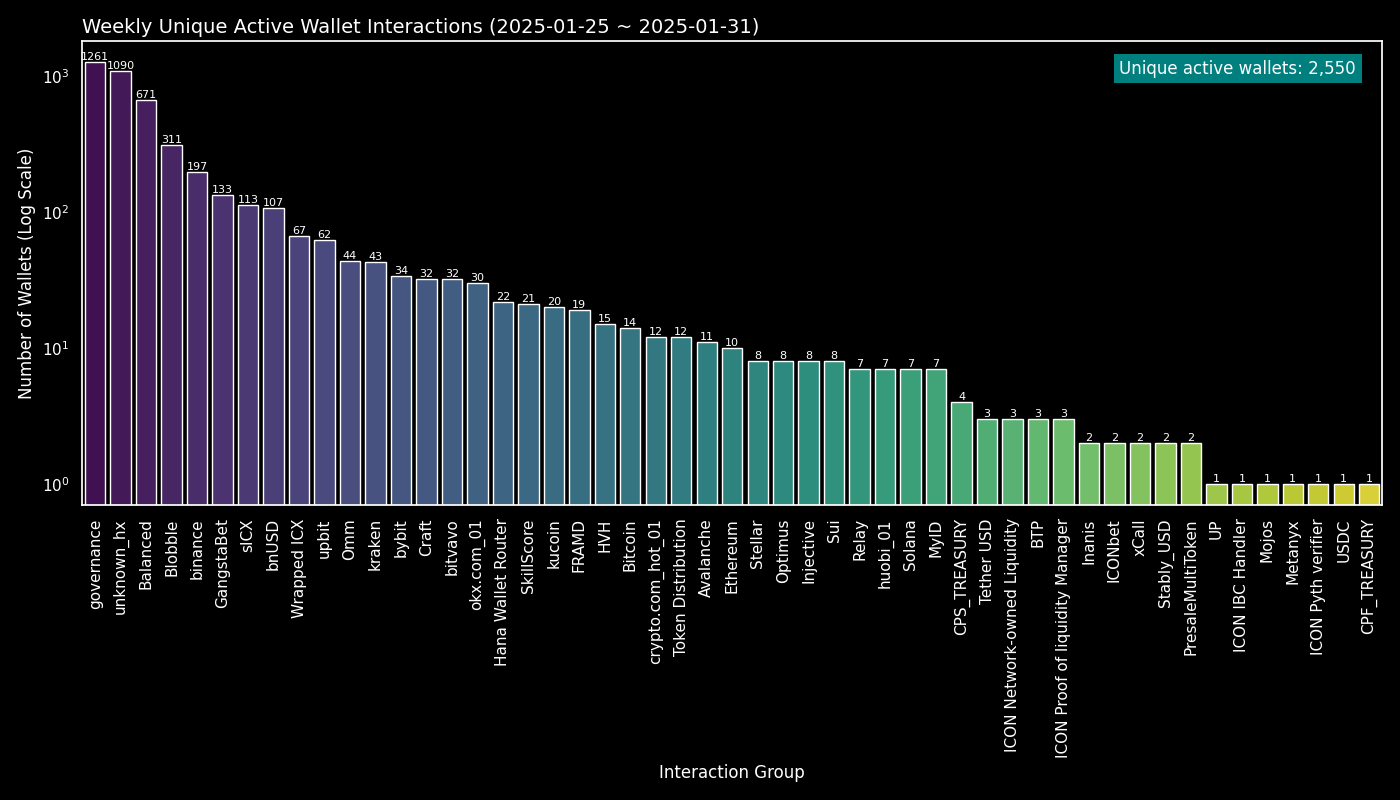 Weekly Unique Active Wallet Interactions (2025-01-25 ~ 2025-01-31)
Unique active wallets: 2,550
Number of Wallets (Log Scale)
10³
10²
10¹
10⁰
1261
1090
671
311
197
133
113
107
67
62
44
43
34
32
32
30
22
21
20
19
15
14
12
12
11
10
8
8
8
8
7
7
7
7
4
3
3
3
3
2
2
2
2
2
1
1
1
1
1
1
1
governance
unknown_hx
Balanced
Blobble
binance
GangstaBet
sICX
bnUSD
Wrapped ICX
upbit
Omm
kraken
bybit
Craft
bitvavo
okx.com_01
Hana Wallet Router
SkillScore
kucoin
FRAMD
HVH
Bitcoin
crypto.com_hot_01
Token Distribution
Avalanche
Ethereum
Stellar
Optimus
Injective
Sui
Relay
huobi_01
Solana
MyID
CPS_TREASURY
Tether USD
ICON Network-owned Liquidity
BTP
ICON Proof of liquidity Manager
Inanis
ICONbet
xCall
Stably_USD
PresaleMultiToken
UP
ICON IBC Handler
Mojos
Metanyx
ICON Pyth verifier
USDC
CPF_TREASURY
Interaction Group